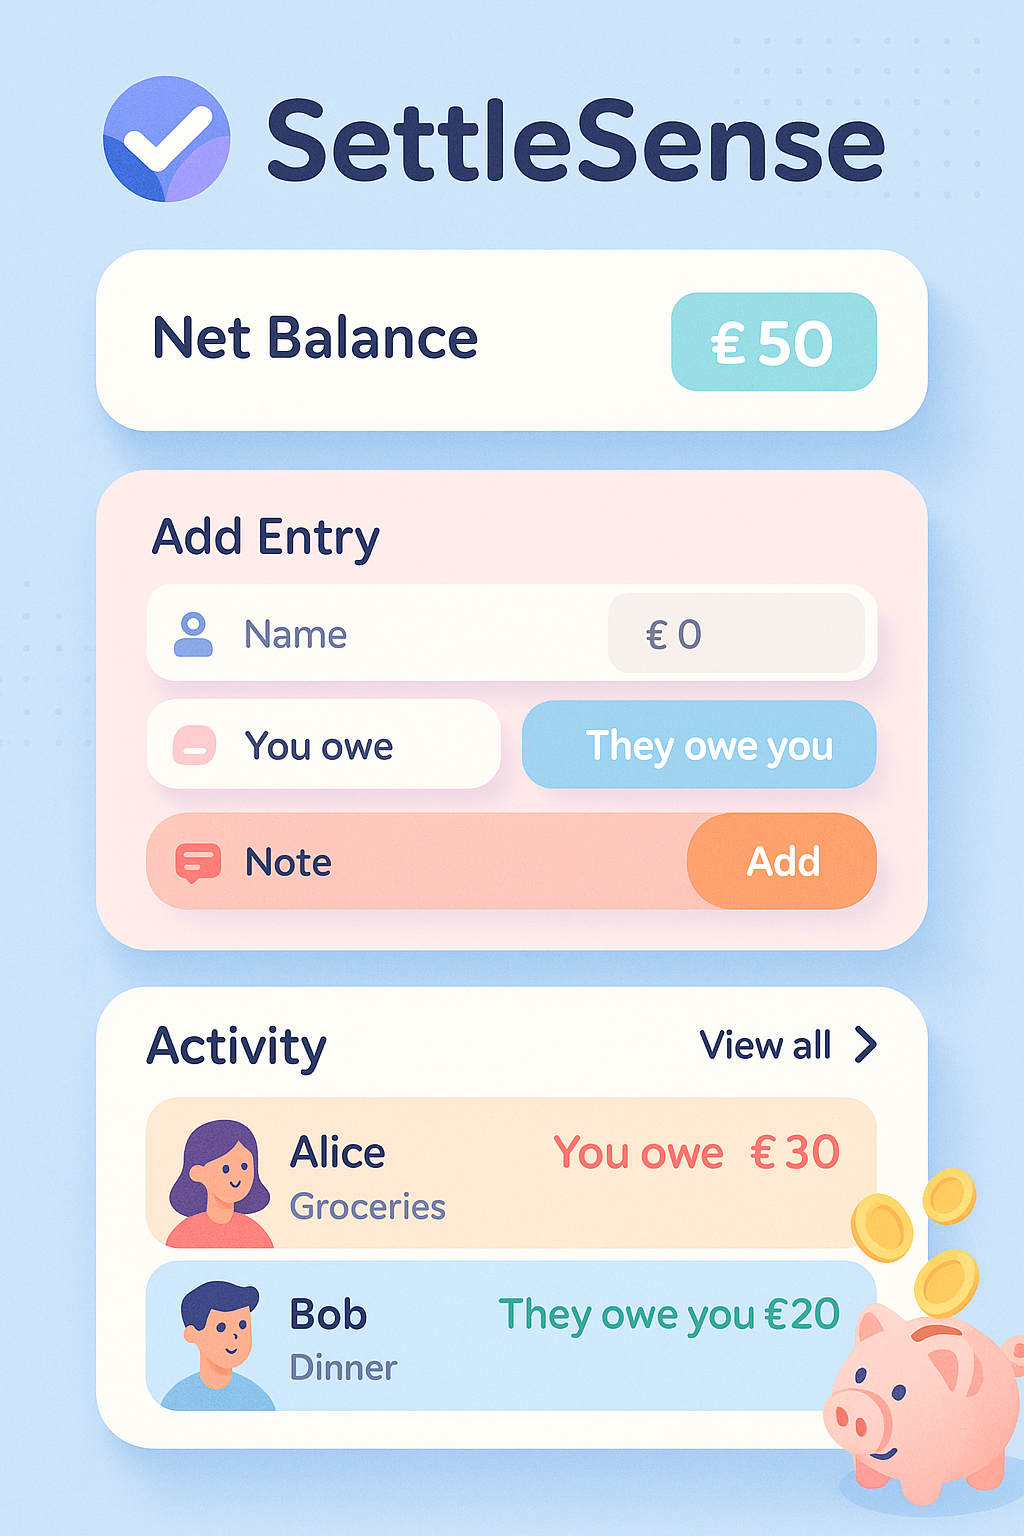 SettleSense
Net Balance € 50
Add Entry
Name € 0
You owe They owe you
Note Add
Activity View all
Alice You owe € 30
Groceries
Bob They owe you €20
Dinner